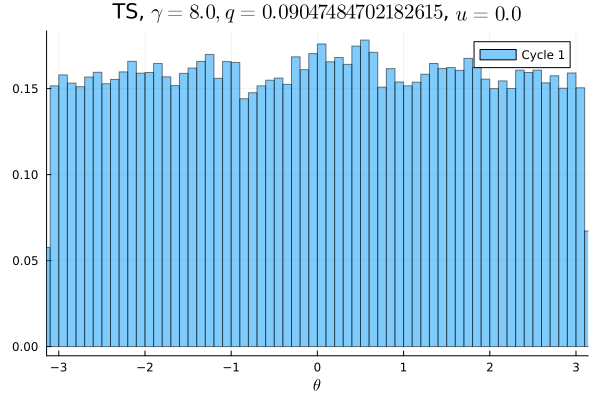 TS, γ = 8.0, q = 0.09047484702182615, u = 0.0
Cycle 1
0.15
0.10
0.05
0.00
−3 −2 −1 0 1 2 3
θ